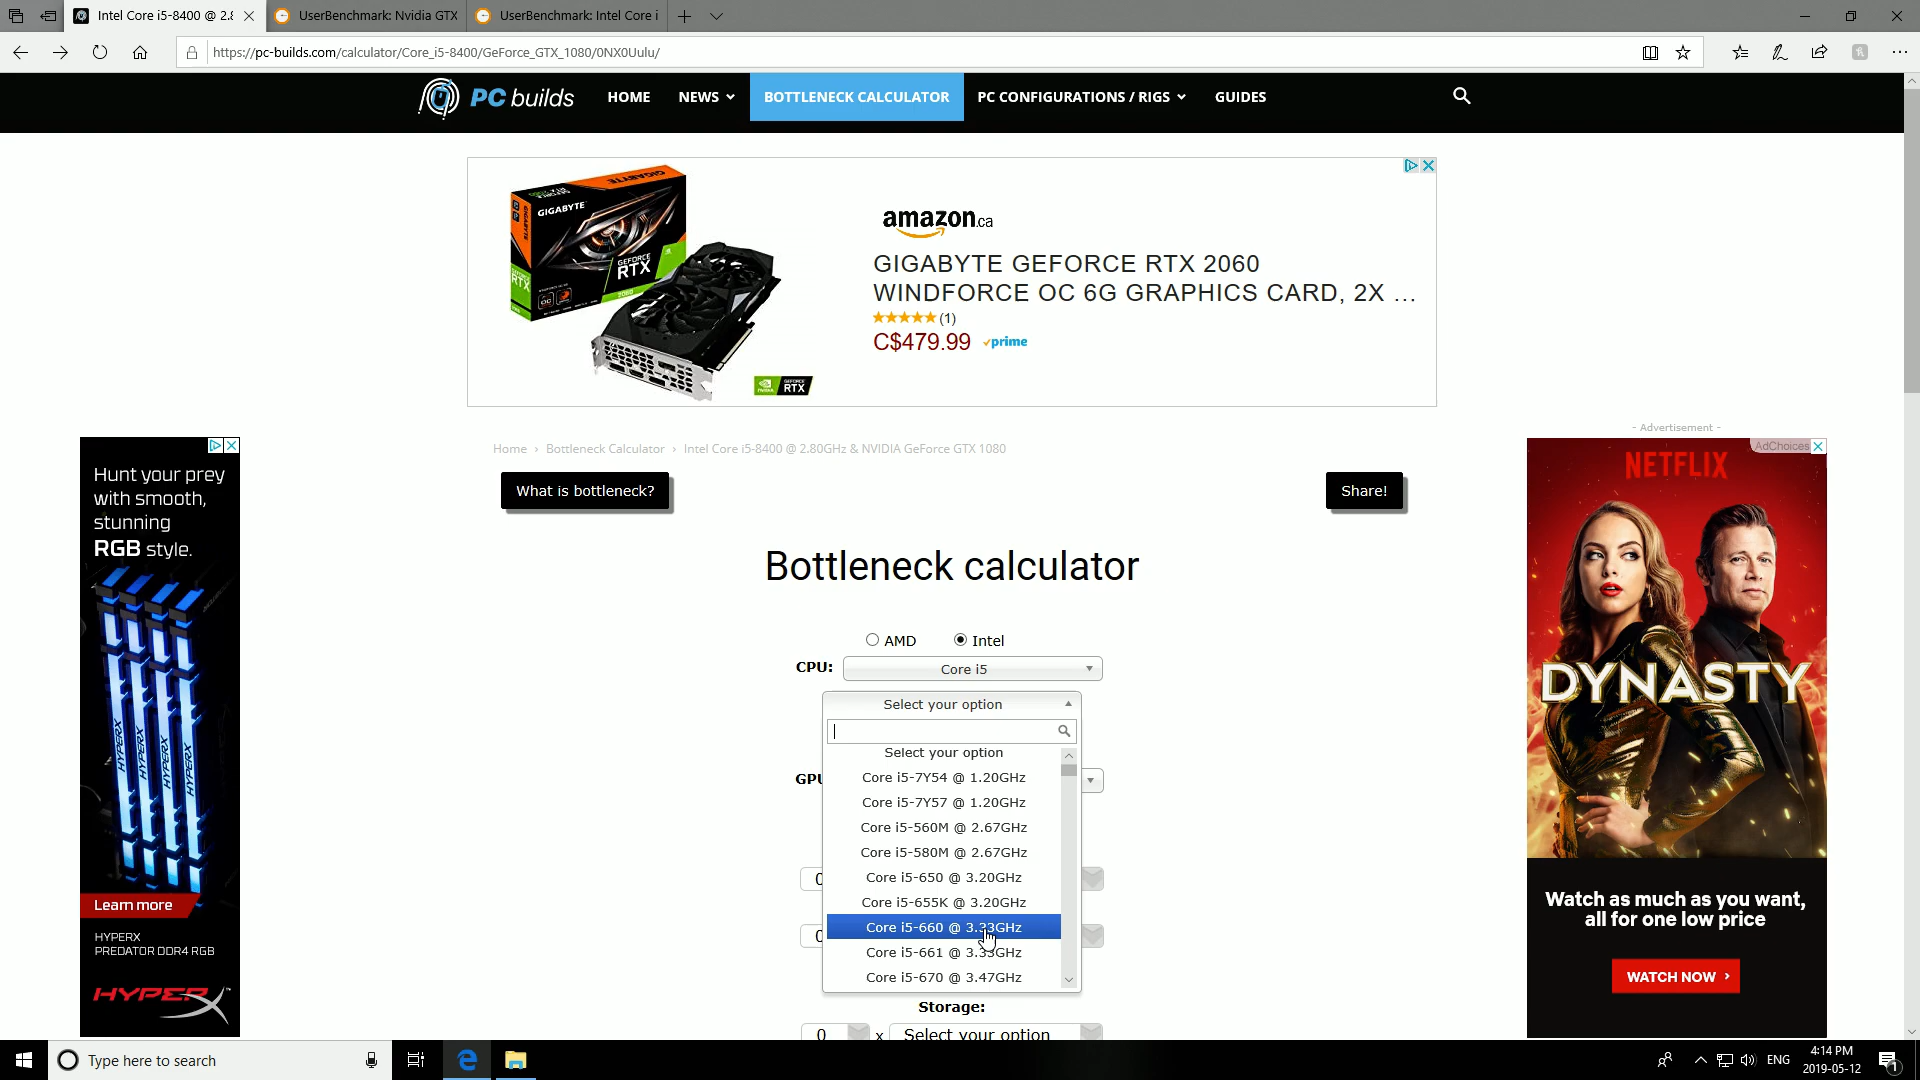 Intel Core i5-8400 @ 2.8
UserBenchmark: Nvidia GTX
UserBenchmark: Intel Core i
https://pc-builds.com/calculator/Core_i5-8400/GeForce_GTX_1080/0NX0Uulu/
PC builds
HOME
NEWS
BOTTLENECK CALCULATOR
PC CONFIGURATIONS / RIGS
GUIDES
GIGABYTE
GEFORCE
RTX
amazon.ca
GIGABYTE GEFORCE RTX 2060
WINDFORCE OC 6G GRAPHICS CARD, 2X ...
(1)
C$479.99 prime
GEFORCE
RTX
- Advertisement -
Home › Bottleneck Calculator › Intel Core i5-8400 @ 2.80GHz & NVIDIA GeForce GTX 1080
What is bottleneck?
Share!
Bottleneck calculator
AMD
Intel
CPU:
Core i5
Select your option
Select your option
Core i5-7Y54 @ 1.20GHz
Core i5-7Y57 @ 1.20GHz
Core i5-560M @ 2.67GHz
Core i5-580M @ 2.67GHz
Core i5-650 @ 3.20GHz
Core i5-655K @ 3.20GHz
Core i5-660 @ 3.33GHz
Core i5-661 @ 3.33GHz
Core i5-670 @ 3.47GHz
GPU
0
0
Storage:
0 x Select your option
Hunt your prey
with smooth,
stunning
RGB style.
HYPERX
HYPERX
HYPERX
HYPERX
Learn more
HYPERX
PREDATOR DDR4 RGB
HYPERX
AdChoices
NETFLIX
DYNASTY
Watch as much as you want,
all for one low price
WATCH NOW ›
Type here to search
ENG
4:14 PM
2019-05-12
1